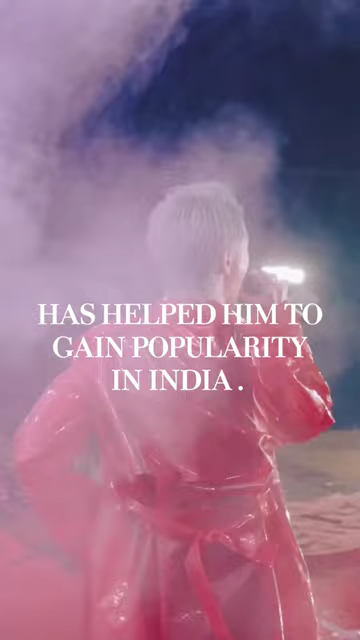 HAS HELPED HIM TO
GAIN POPULARITY
IN INDIA .